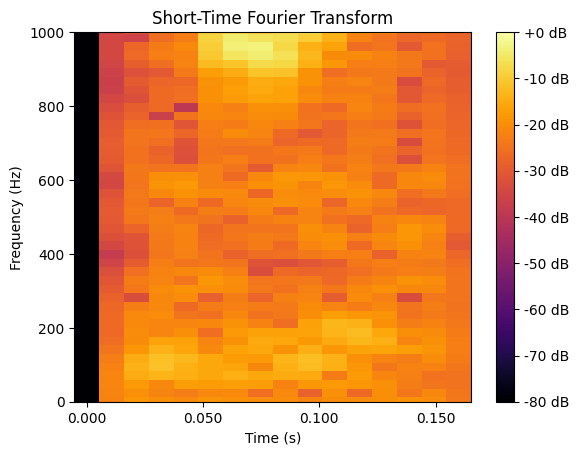 Short-Time Fourier Transform
Frequency (Hz)
1000
800
600
400
200
0
0.000
0.050
0.100
0.150
Time (s)
+0 dB
-10 dB
-20 dB
-30 dB
-40 dB
-50 dB
-60 dB
-70 dB
-80 dB